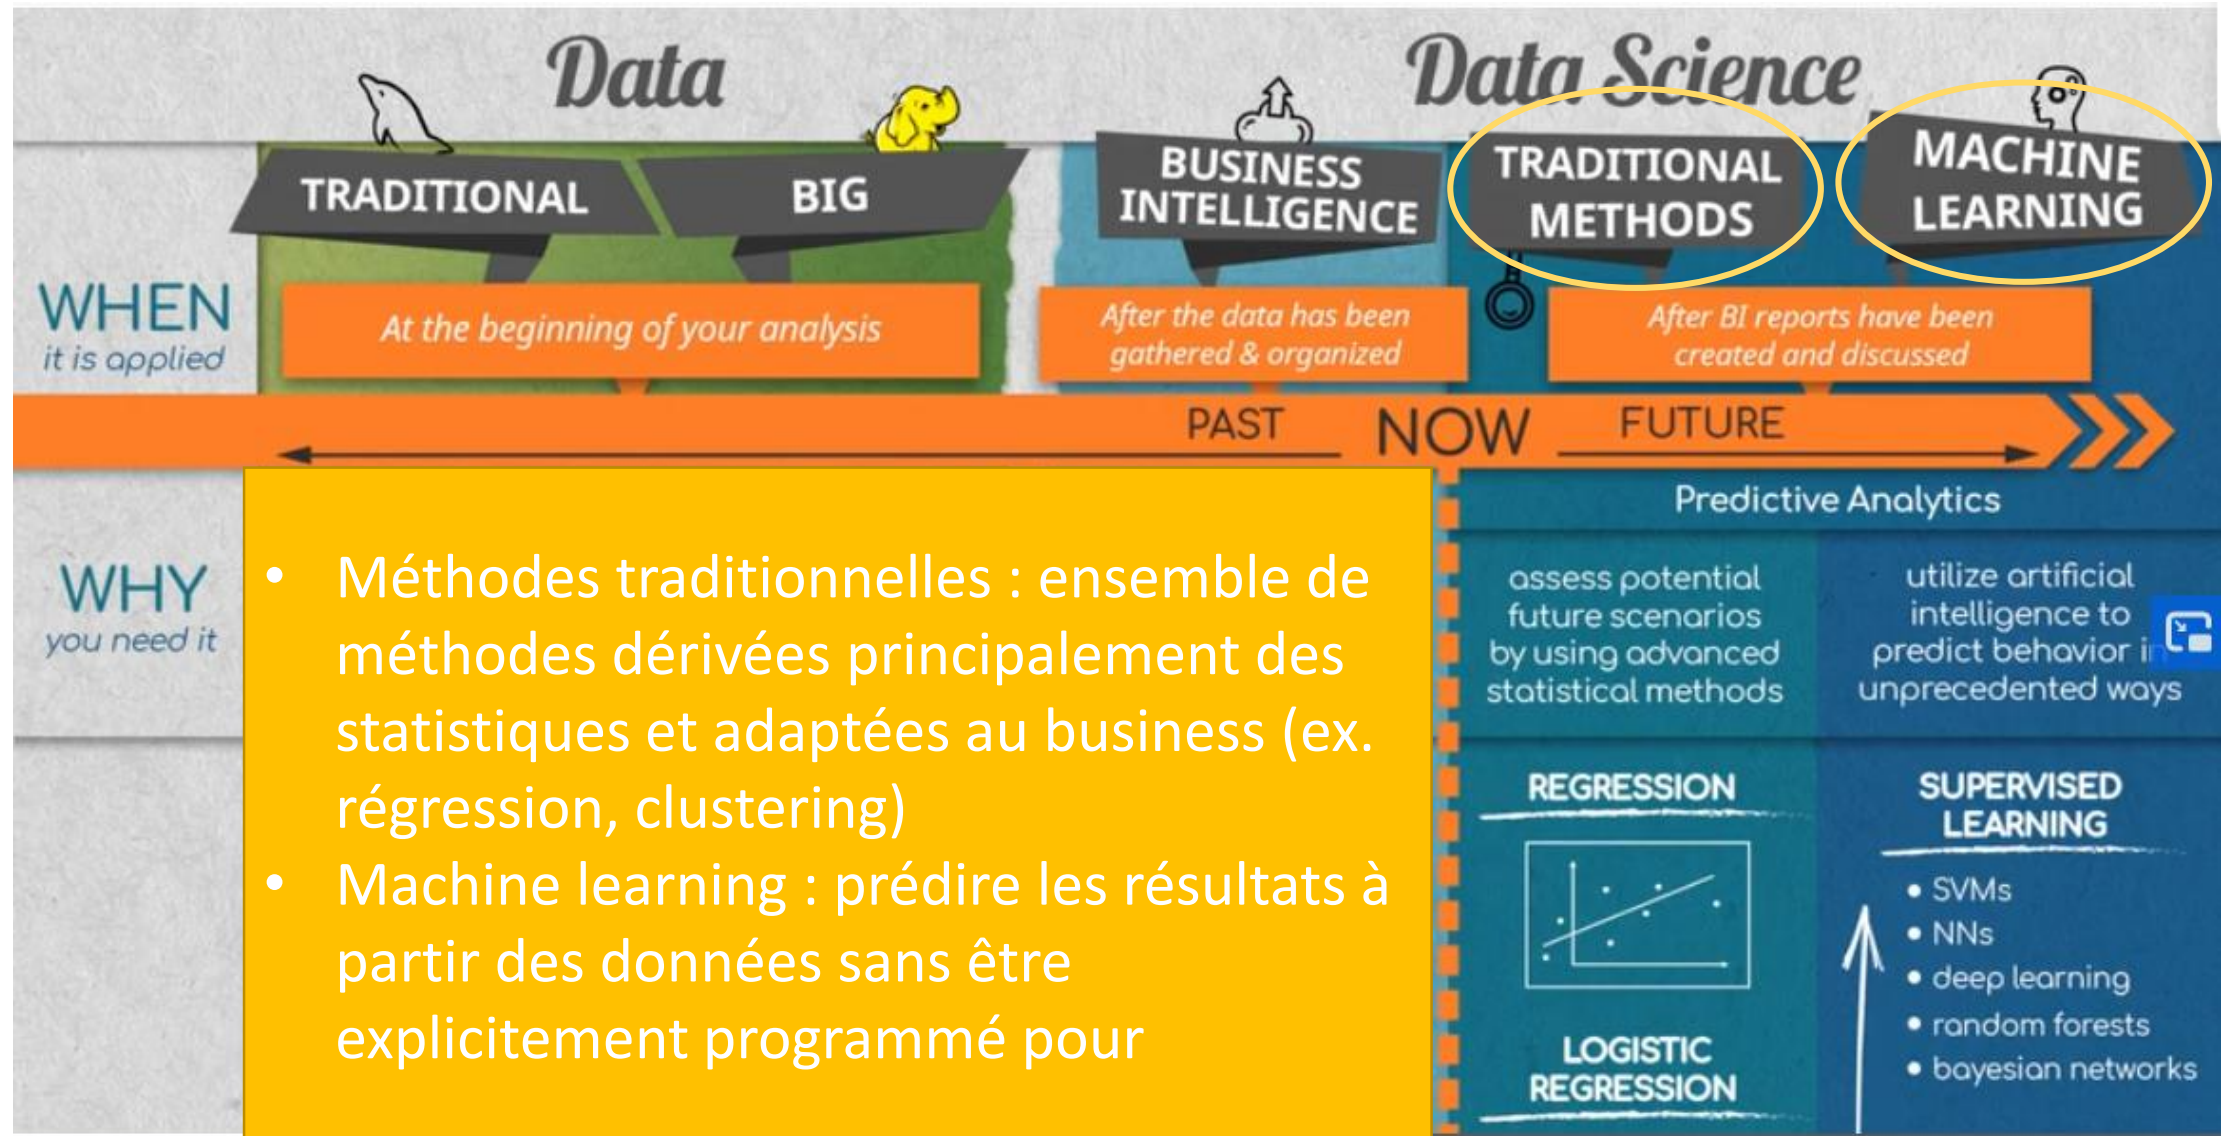 Data
Data Science
TRADITIONAL
BIG
BUSINESS
INTELLIGENCE
TRADITIONAL
METHODS
MACHINE
LEARNING
WHEN
it is applied
At the beginning of your analysis
After the data has been
gathered & organized
After BI reports have been
created and discussed
PAST
NOW
FUTURE
Predictive Analytics
WHY
you need it
• Méthodes traditionnelles : ensemble de
méthodes dérivées principalement des
statistiques et adaptées au business (ex.
régression, clustering)
• Machine learning : prédire les résultats à
partir des données sans être
explicitement programmé pour
assess potential
future scenarios
by using advanced
statistical methods
utilize artificial
intelligence to
predict behavior in
unprecedented ways
REGRESSION
LOGISTIC
REGRESSION
SUPERVISED
LEARNING
• SVMs
• NNs
• deep learning
• random forests
• bayesian networks